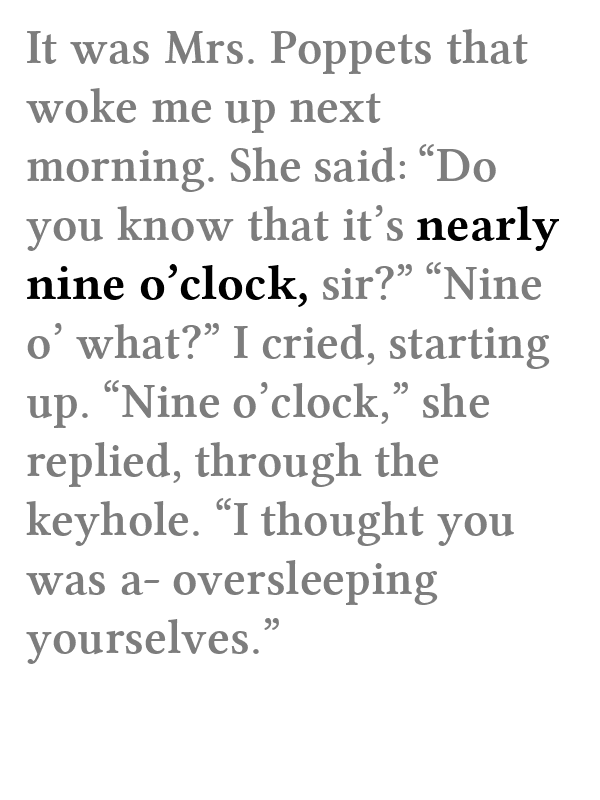 It was Mrs. Poppets that
woke me up next
morning. She said: “Do
you know that it’s nearly
nine o’clock, sir?” “Nine
o’ what?” I cried, starting
up. “Nine o’clock,” she
replied, through the
keyhole. “I thought you
was a- oversleeping
yourselves.”